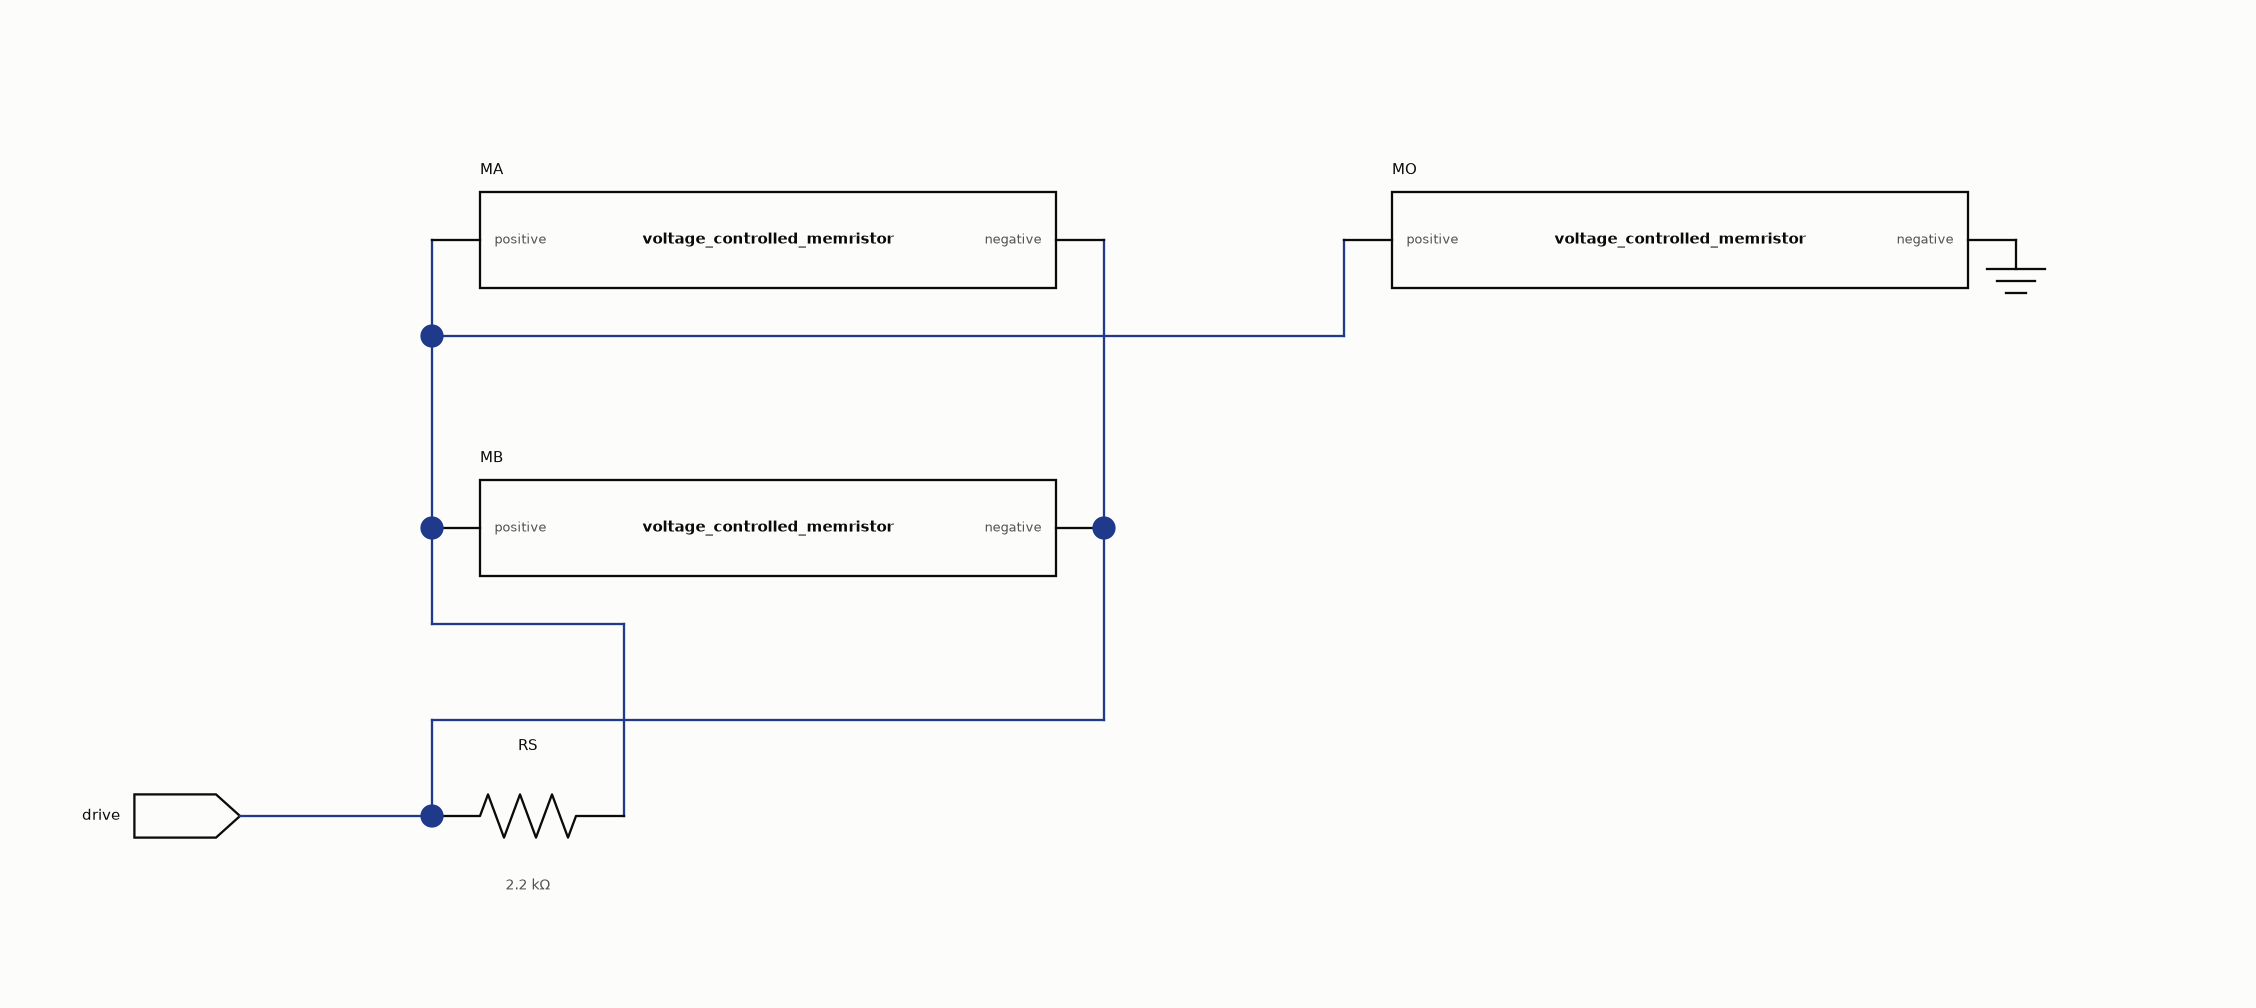 MA
positive voltage_controlled_memristor negative
MO
positive voltage_controlled_memristor negative
MB
positive voltage_controlled_memristor negative
RS
drive
2.2 kΩ